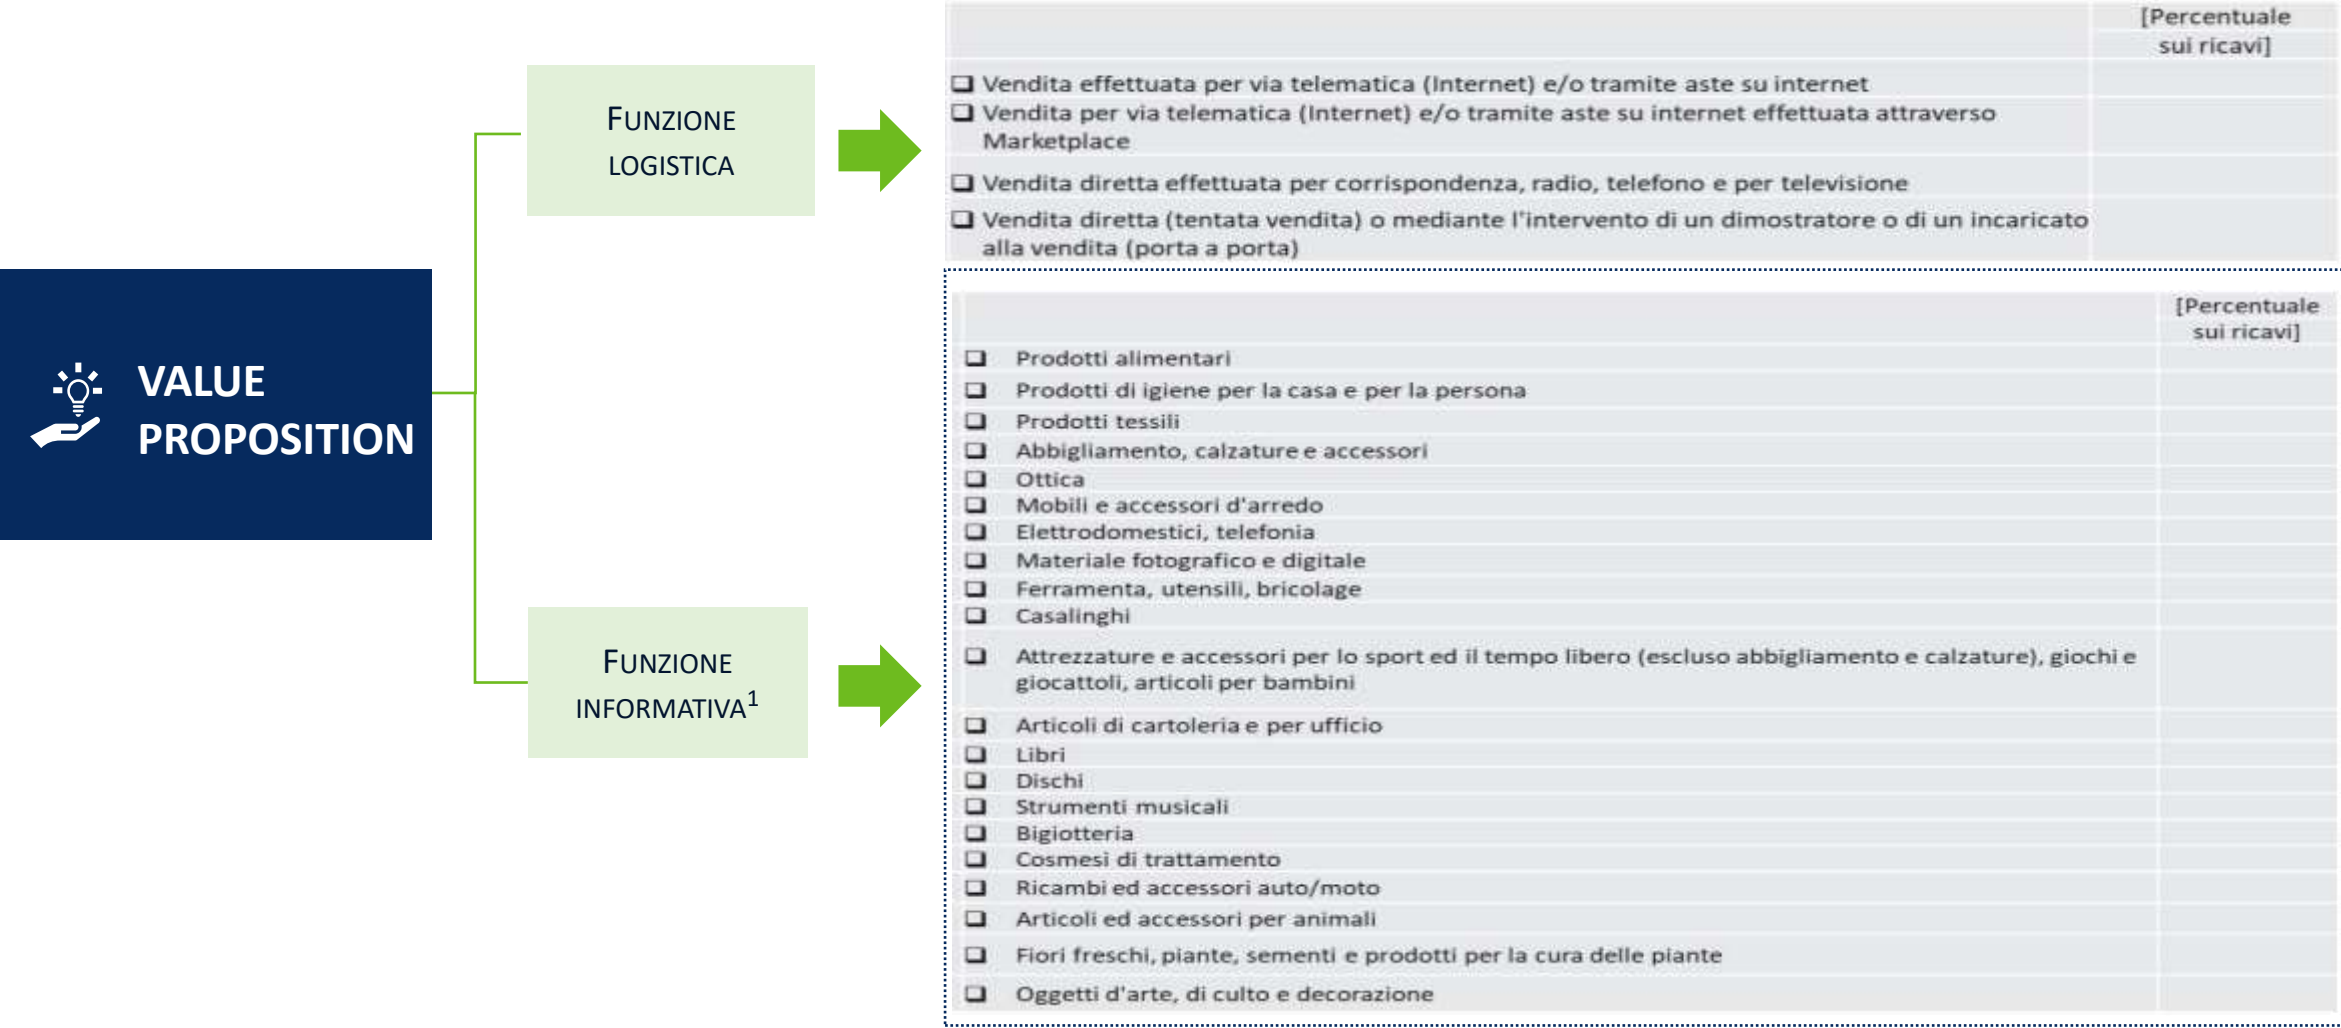 VALUE
PROPOSITION
FUNZIONE
LOGISTICA
[Percentuale
sui ricavi]
Vendita effettuata per via telematica (Internet) e/o tramite aste su internet
Vendita per via telematica (Internet) e/o tramite aste su internet effettuata attraverso
Marketplace
Vendita diretta effettuata per corrispondenza, radio, telefono e per televisione
Vendita diretta (tentata vendita) o mediante l'intervento di un dimostratore o di un incaricato
alla vendita (porta a porta)
FUNZIONE
INFORMATIVA1
[Percentuale
sui ricavi]
Prodotti alimentari
Prodotti di igiene per la casa e per la persona
Prodotti tessili
Abbigliamento, calzature e accessori
Ottica
Mobili e accessori d'arredo
Elettrodomestici, telefonia
Materiale fotografico e digitale
Ferramenta, utensili, bricolage
Casalinghi
Attrezzature e accessori per lo sport ed il tempo libero (escluso abbigliamento e calzature), giochi e
giocattoli, articoli per bambini
Articoli di cartoleria e per ufficio
Libri
Dischi
Strumenti musicali
Bigiotteria
Cosmesi di trattamento
Ricambi ed accessori auto/moto
Articoli ed accessori per animali
Fiori freschi, piante, sementi e prodotti per la cura delle piante
Oggetti d'arte, di culto e decorazione